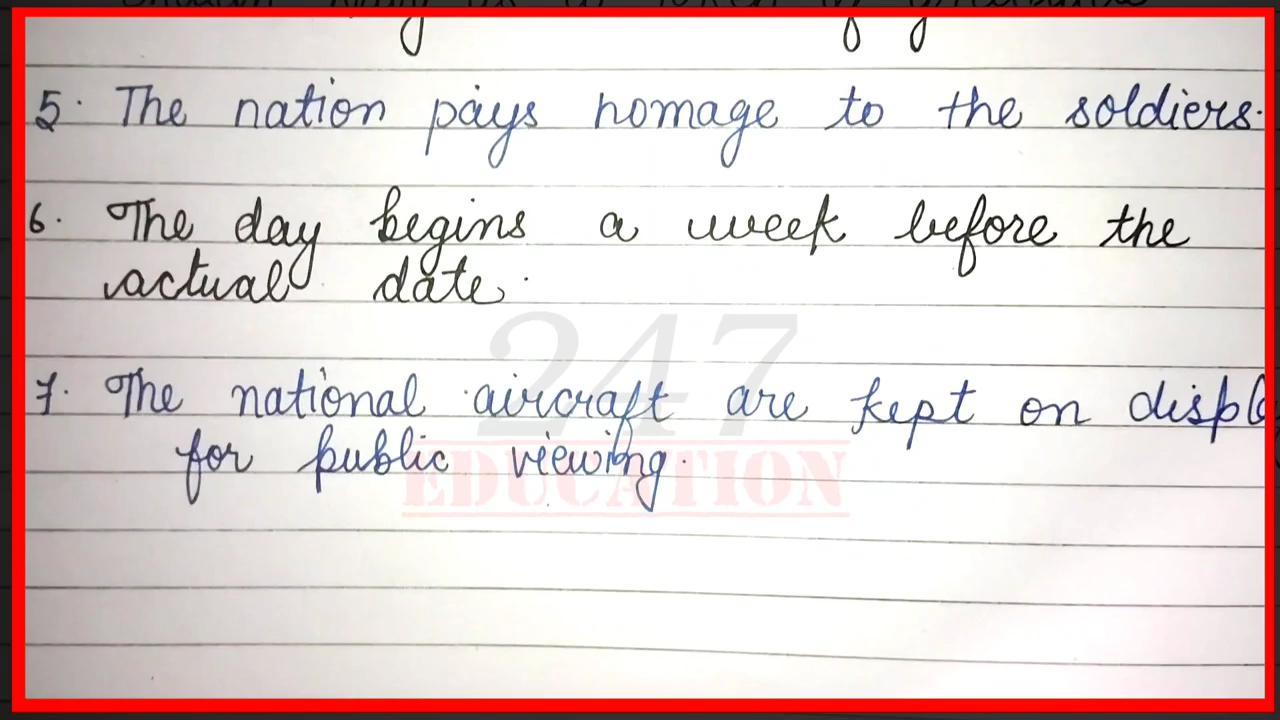 5. The nation pays homage to the soldiers.
6. The day begins a week before the
actual date.
7. The national aircraft are kept on displa
for public viewing.
247
EDUCATION